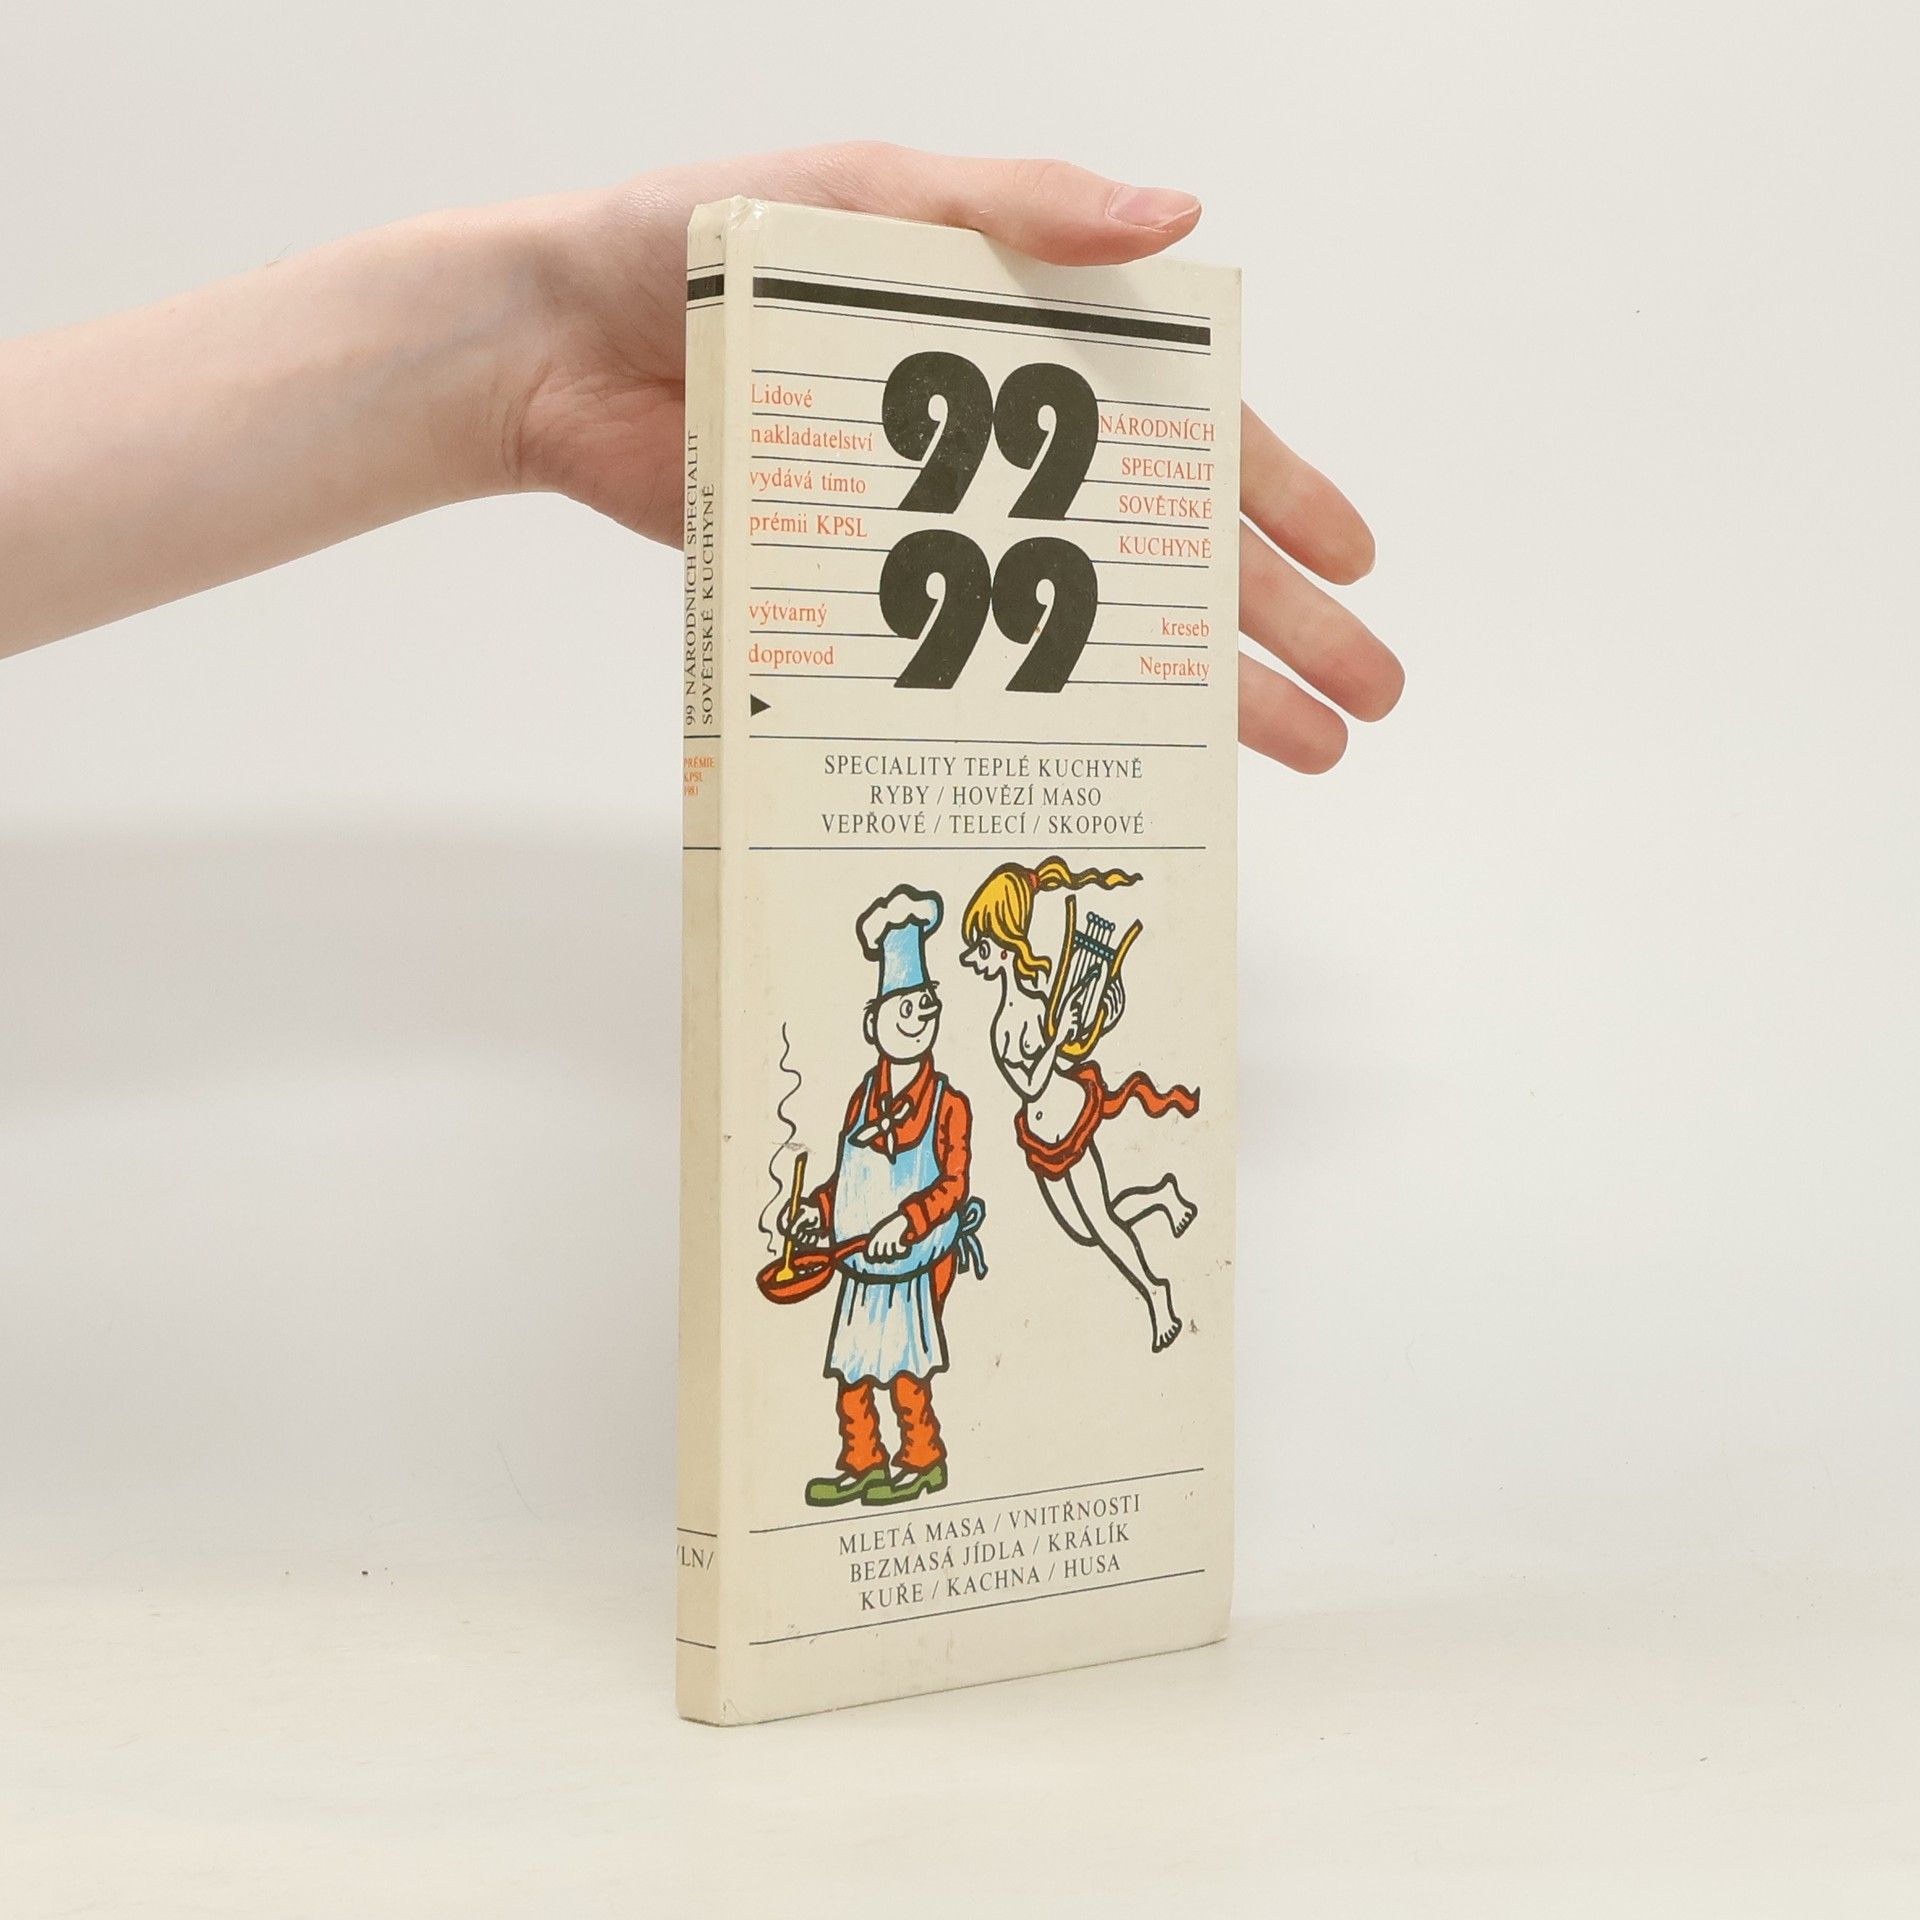 99 NÁRODNÍCH SPECIALIT
SOVĚTSKÉ KUCHYNĚ
PRÉMIE
KPSL
1983
/LN/
Lidové
nakladatelství
vydává tímto
prémii KPSL
99
NÁRODNÍCH
SPECIALIT
SOVĚTSKÉ
KUCHYNĚ
výtvarný
doprovod
99
kreseb
Neprakty
SPECIALITY TEPLÉ KUCHYNĚ
RYBY / HOVĚZÍ MASO
VEPŘOVÉ / TELECÍ / SKOPOVÉ
MLETÁ MASA / VNITŘNOSTI
BEZMASÁ JÍDLA / KRÁLÍK
KUŘE / KACHNA / HUSA